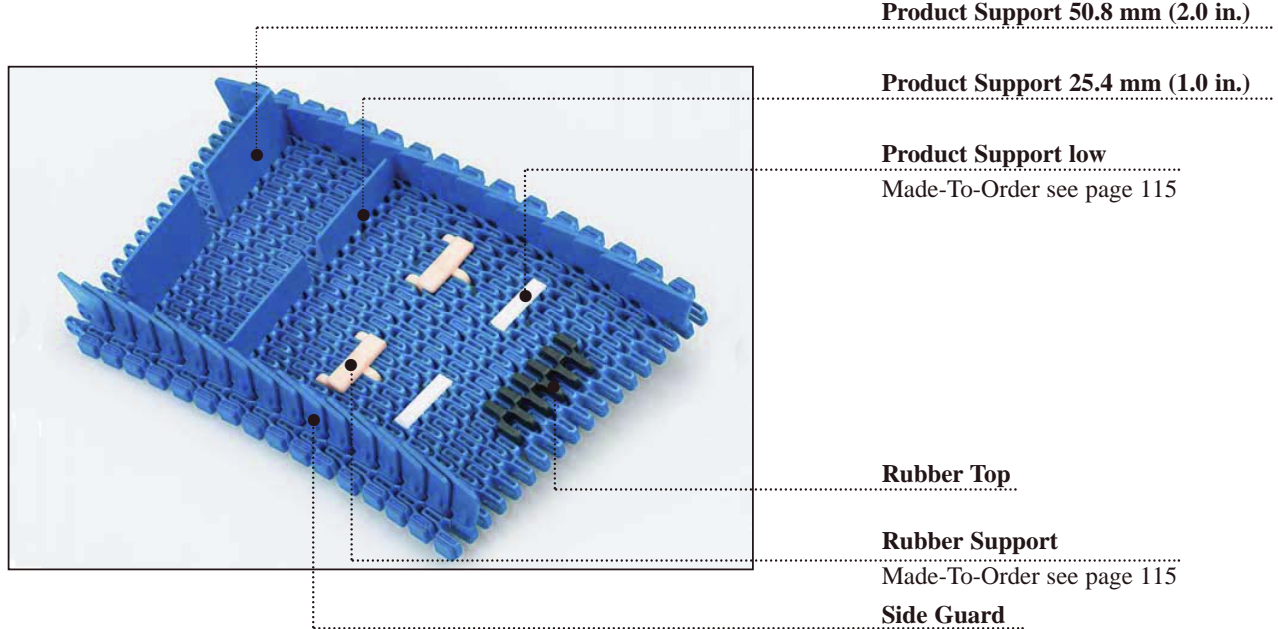 Product Support 50.8 mm (2.0 in.)
Product Support 25.4 mm (1.0 in.)
Product Support low
Made-To-Order see page 115
Rubber Top
Rubber Support
Made-To-Order see page 115
Side Guard